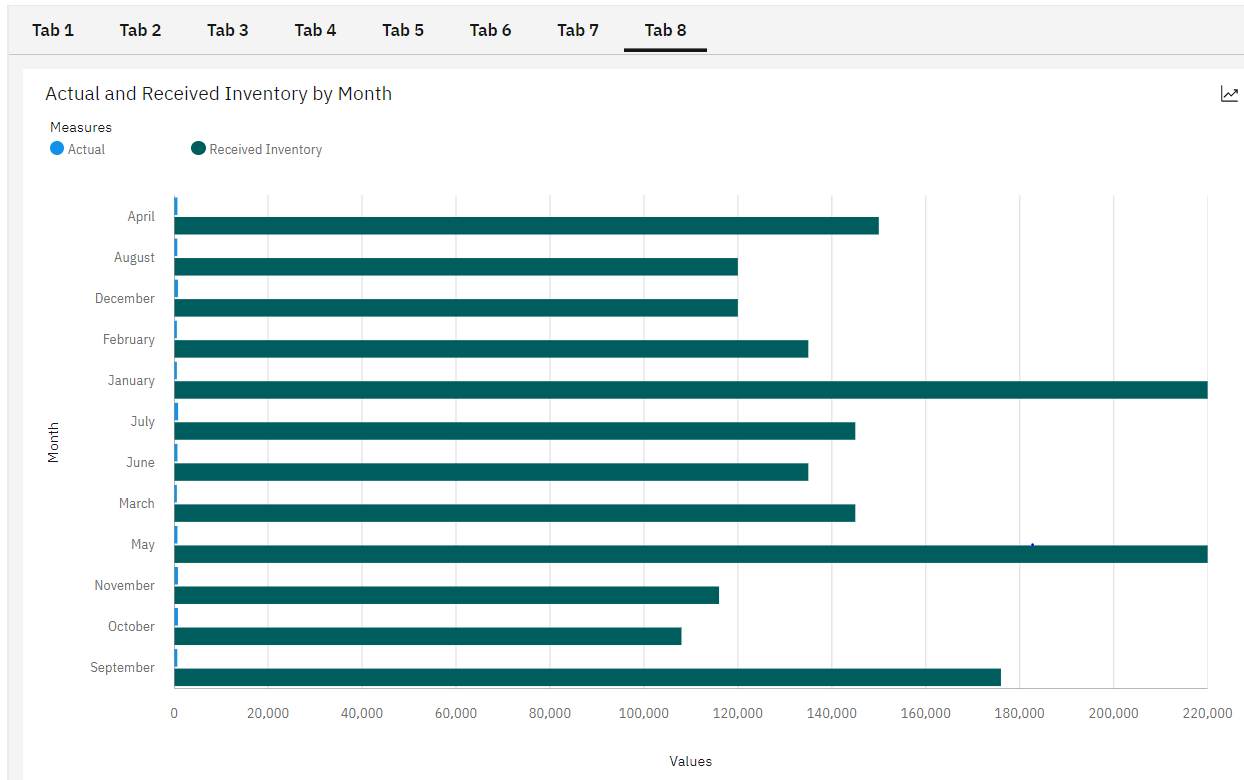 Tab 1 Tab 2 Tab 3 Tab 4 Tab 5 Tab 6 Tab 7 Tab 8
Actual and Received Inventory by Month
Measures
Actual Received Inventory
April
August
December
February
January
July
June
March
May
November
October
September
Month
0 20,000 40,000 60,000 80,000 100,000 120,000 140,000 160,000 180,000 200,000 220,000
Values